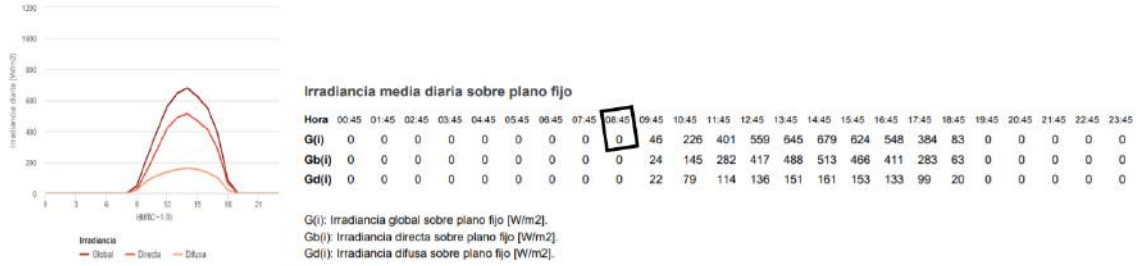 1200
1000
800
600
400
200
0
Irradiancia diaria [W/m2]
0 3 6 9 12 15 18 21
H(UTC+1.0)
Irradiancia
Global Directa Difusa
Irradiancia media diaria sobre plano fijo
Hora 00:45 01:45 02:45 03:45 04:45 05:45 06:45 07:45 08:45 09:45 10:45 11:45 12:45 13:45 14:45 15:45 16:45 17:45 18:45 19:45 20:45 21:45 22:45 23:45
G(i) 0 0 0 0 0 0 0 0 0 46 226 401 559 645 679 624 548 384 83 0 0 0 0 0
Gb(i) 0 0 0 0 0 0 0 0 0 24 145 282 417 488 513 466 411 283 63 0 0 0 0 0
Gd(i) 0 0 0 0 0 0 0 0 0 22 79 114 136 151 161 153 133 99 20 0 0 0 0 0
G(i): Irradiancia global sobre plano fijo [W/m2].
Gb(i): Irradiancia directa sobre plano fijo [W/m2].
Gd(i): Irradiancia difusa sobre plano fijo [W/m2].